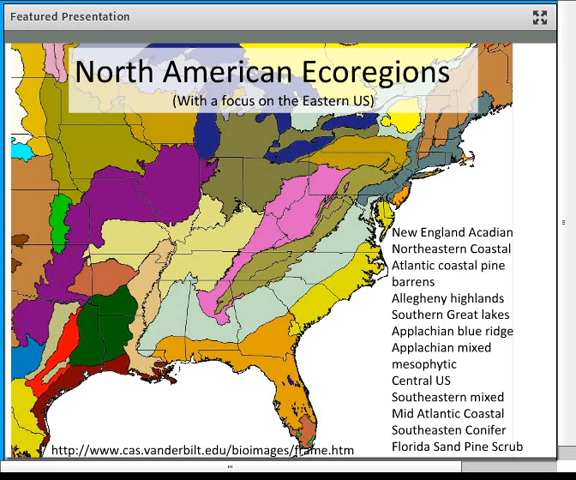 Featured Presentation
North American Ecoregions
(With a focus on the Eastern US)
New England Acadian
Northeastern Coastal
Atlantic coastal pine
barrens
Allegheny highlands
Southern Great lakes
Applachian blue ridge
Applachian mixed
mesophytic
Central US
Southeastern mixed
Mid Atlantic Coastal
Southeasten Conifer
Florida Sand Pine Scrub
http://www.cas.vanderbilt.edu/bioimages/frame.htm